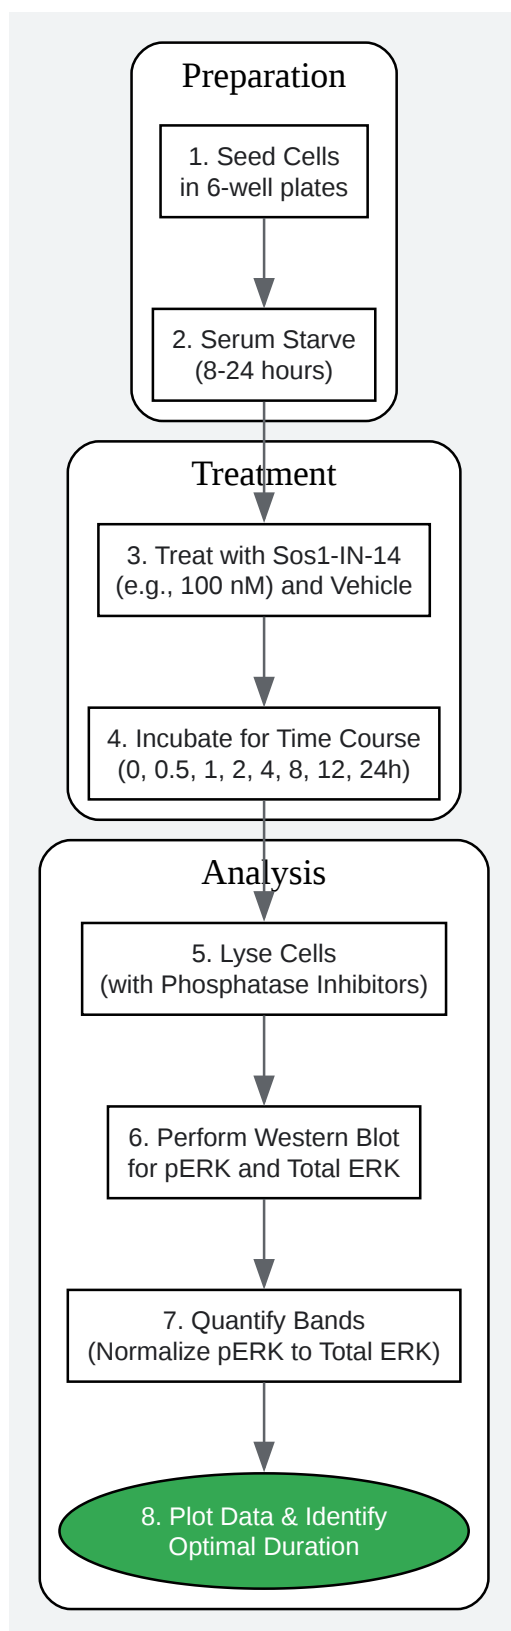 Preparation
1. Seed Cells
in 6-well plates
2. Serum Starve
(8-24 hours)
Treatment
3. Treat with Sos1-IN-14
(e.g., 100 nM) and Vehicle
4. Incubate for Time Course
(0, 0.5, 1, 2, 4, 8, 12, 24h)
Analysis
5. Lyse Cells
(with Phosphatase Inhibitors)
6. Perform Western Blot
for pERK and Total ERK
7. Quantify Bands
(Normalize pERK to Total ERK)
8. Plot Data & Identify
Optimal Duration